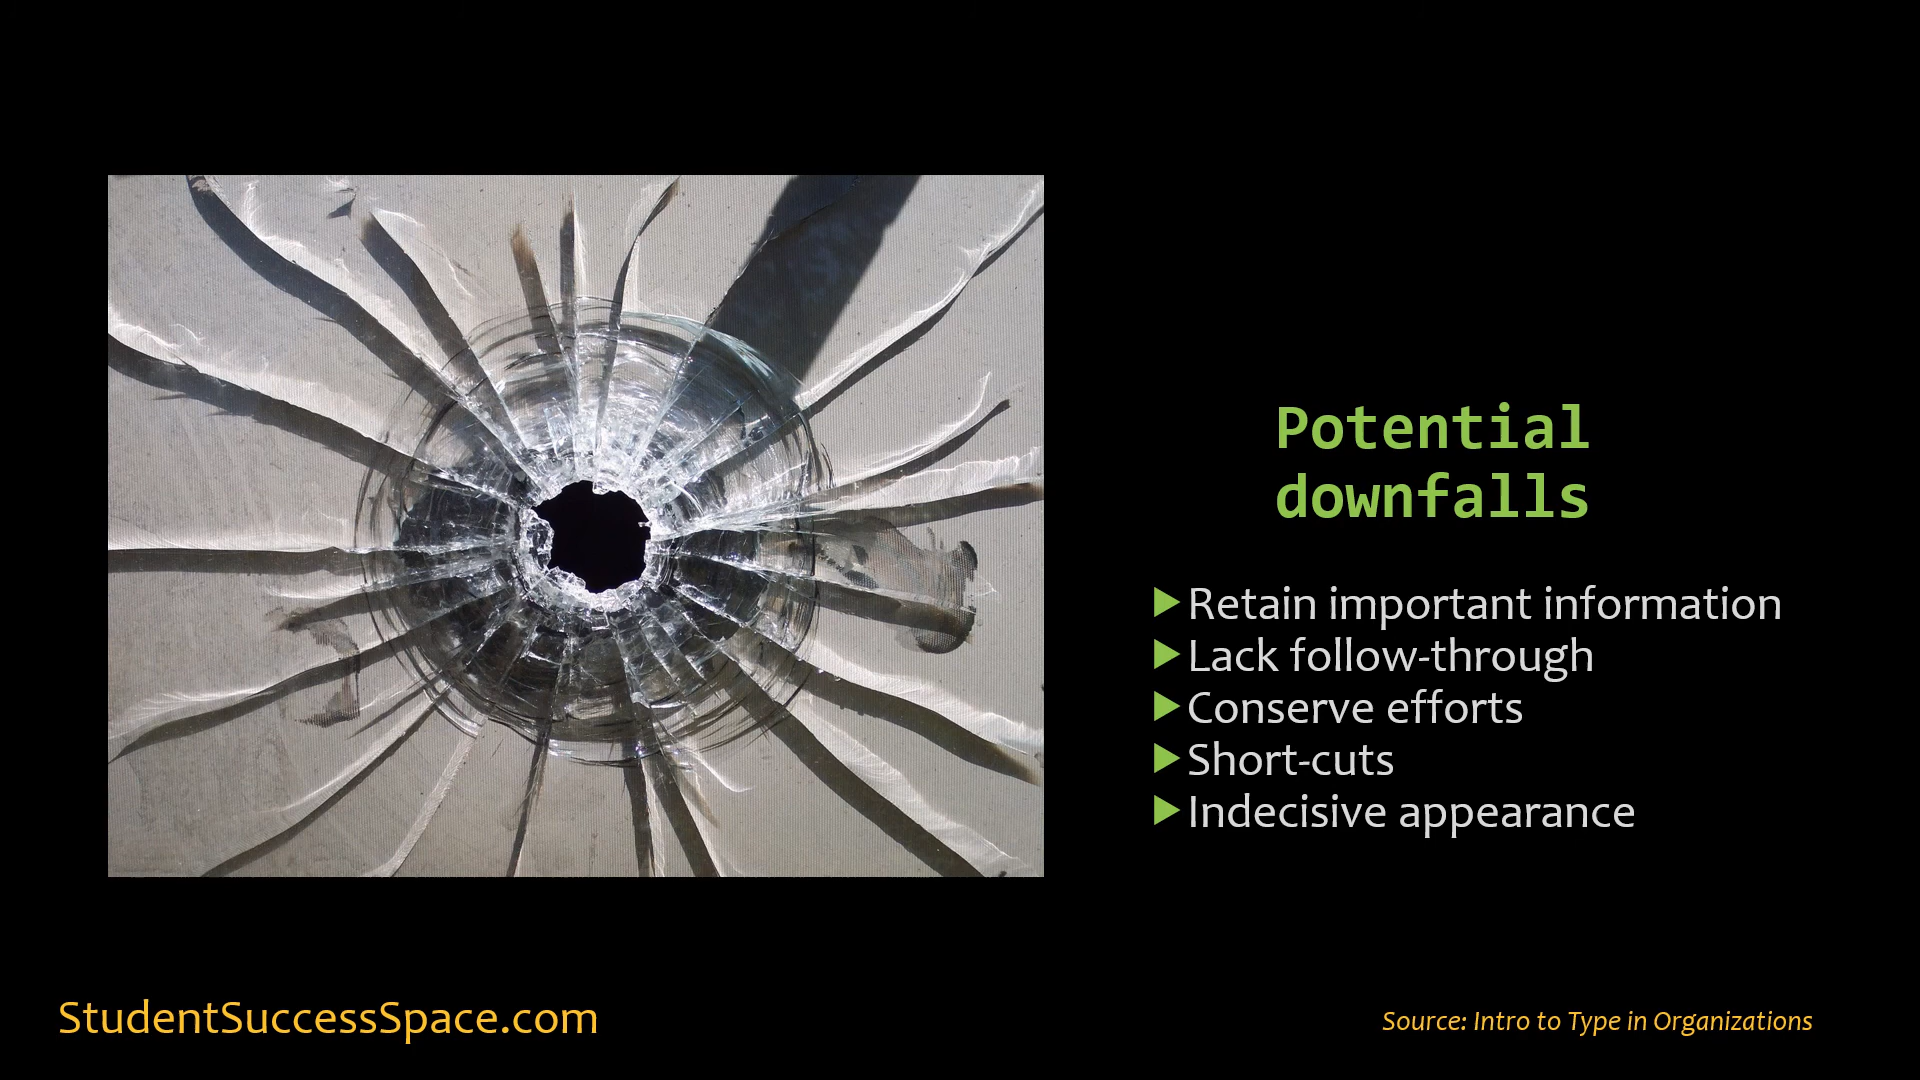 Potential
downfalls
Retain important information
Lack follow-through
Conserve efforts
Short-cuts
Indecisive appearance
StudentSuccessSpace.com
Source: Intro to Type in Organizations